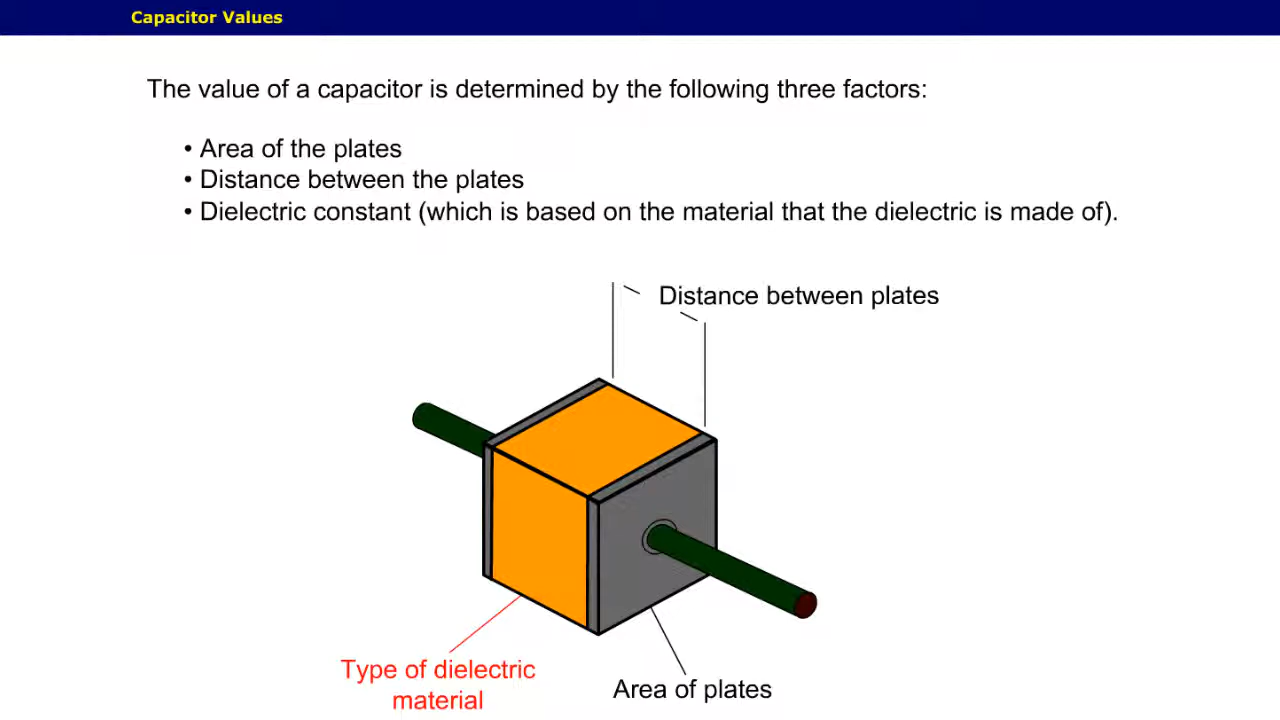 Capacitor Values
The value of a capacitor is determined by the following three factors:
• Area of the plates
• Distance between the plates
• Dielectric constant (which is based on the material that the dielectric is made of).
Distance between plates
Type of dielectric
material
Area of plates